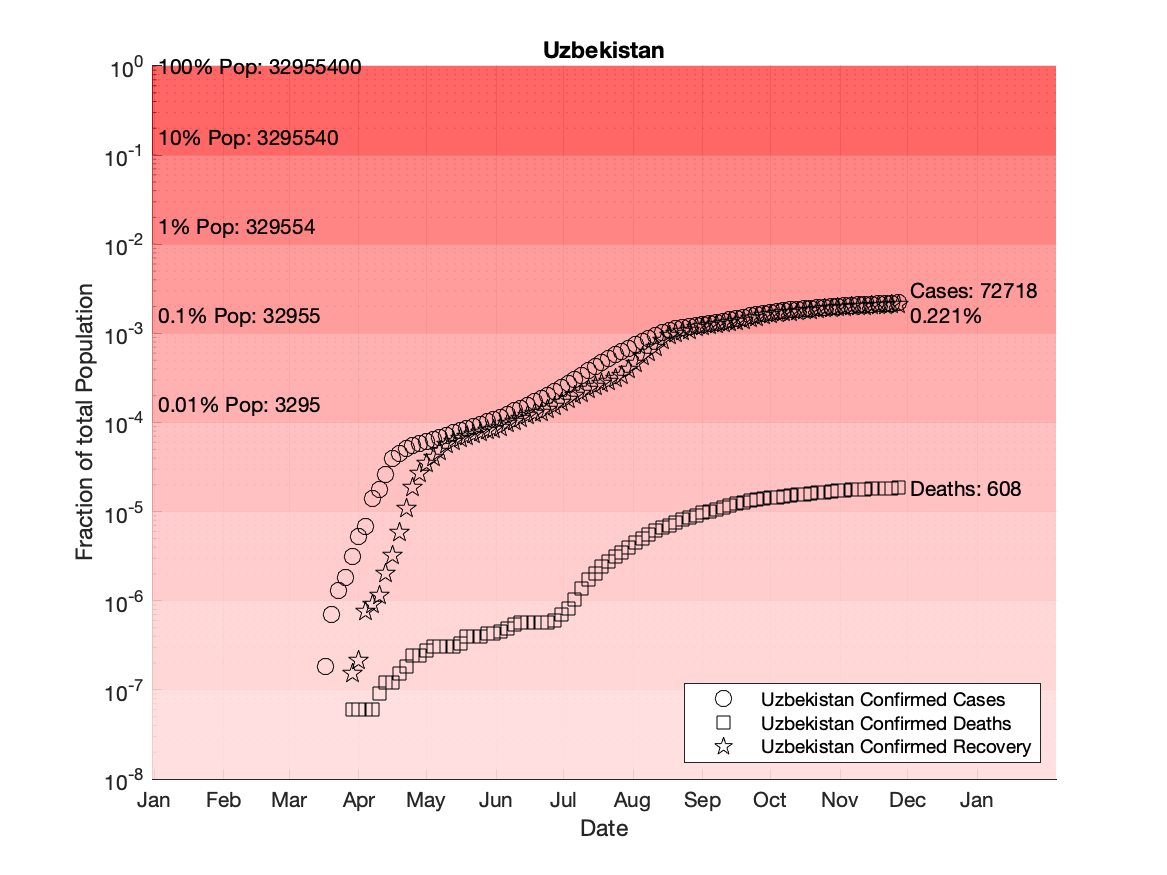 Uzbekistan
10^0
10^-1
10^-2
10^-3
10^-4
10^-5
10^-6
10^-7
10^-8
Fraction of total Population
100% Pop: 32955400
10% Pop: 3295540
1% Pop: 329554
0.1% Pop: 32955
0.01% Pop: 3295
Cases: 72718
0.221%
Deaths: 608
Uzbekistan Confirmed Cases
Uzbekistan Confirmed Deaths
Uzbekistan Confirmed Recovery
Jan Feb Mar Apr May Jun Jul Aug Sep Oct Nov Dec Jan
Date